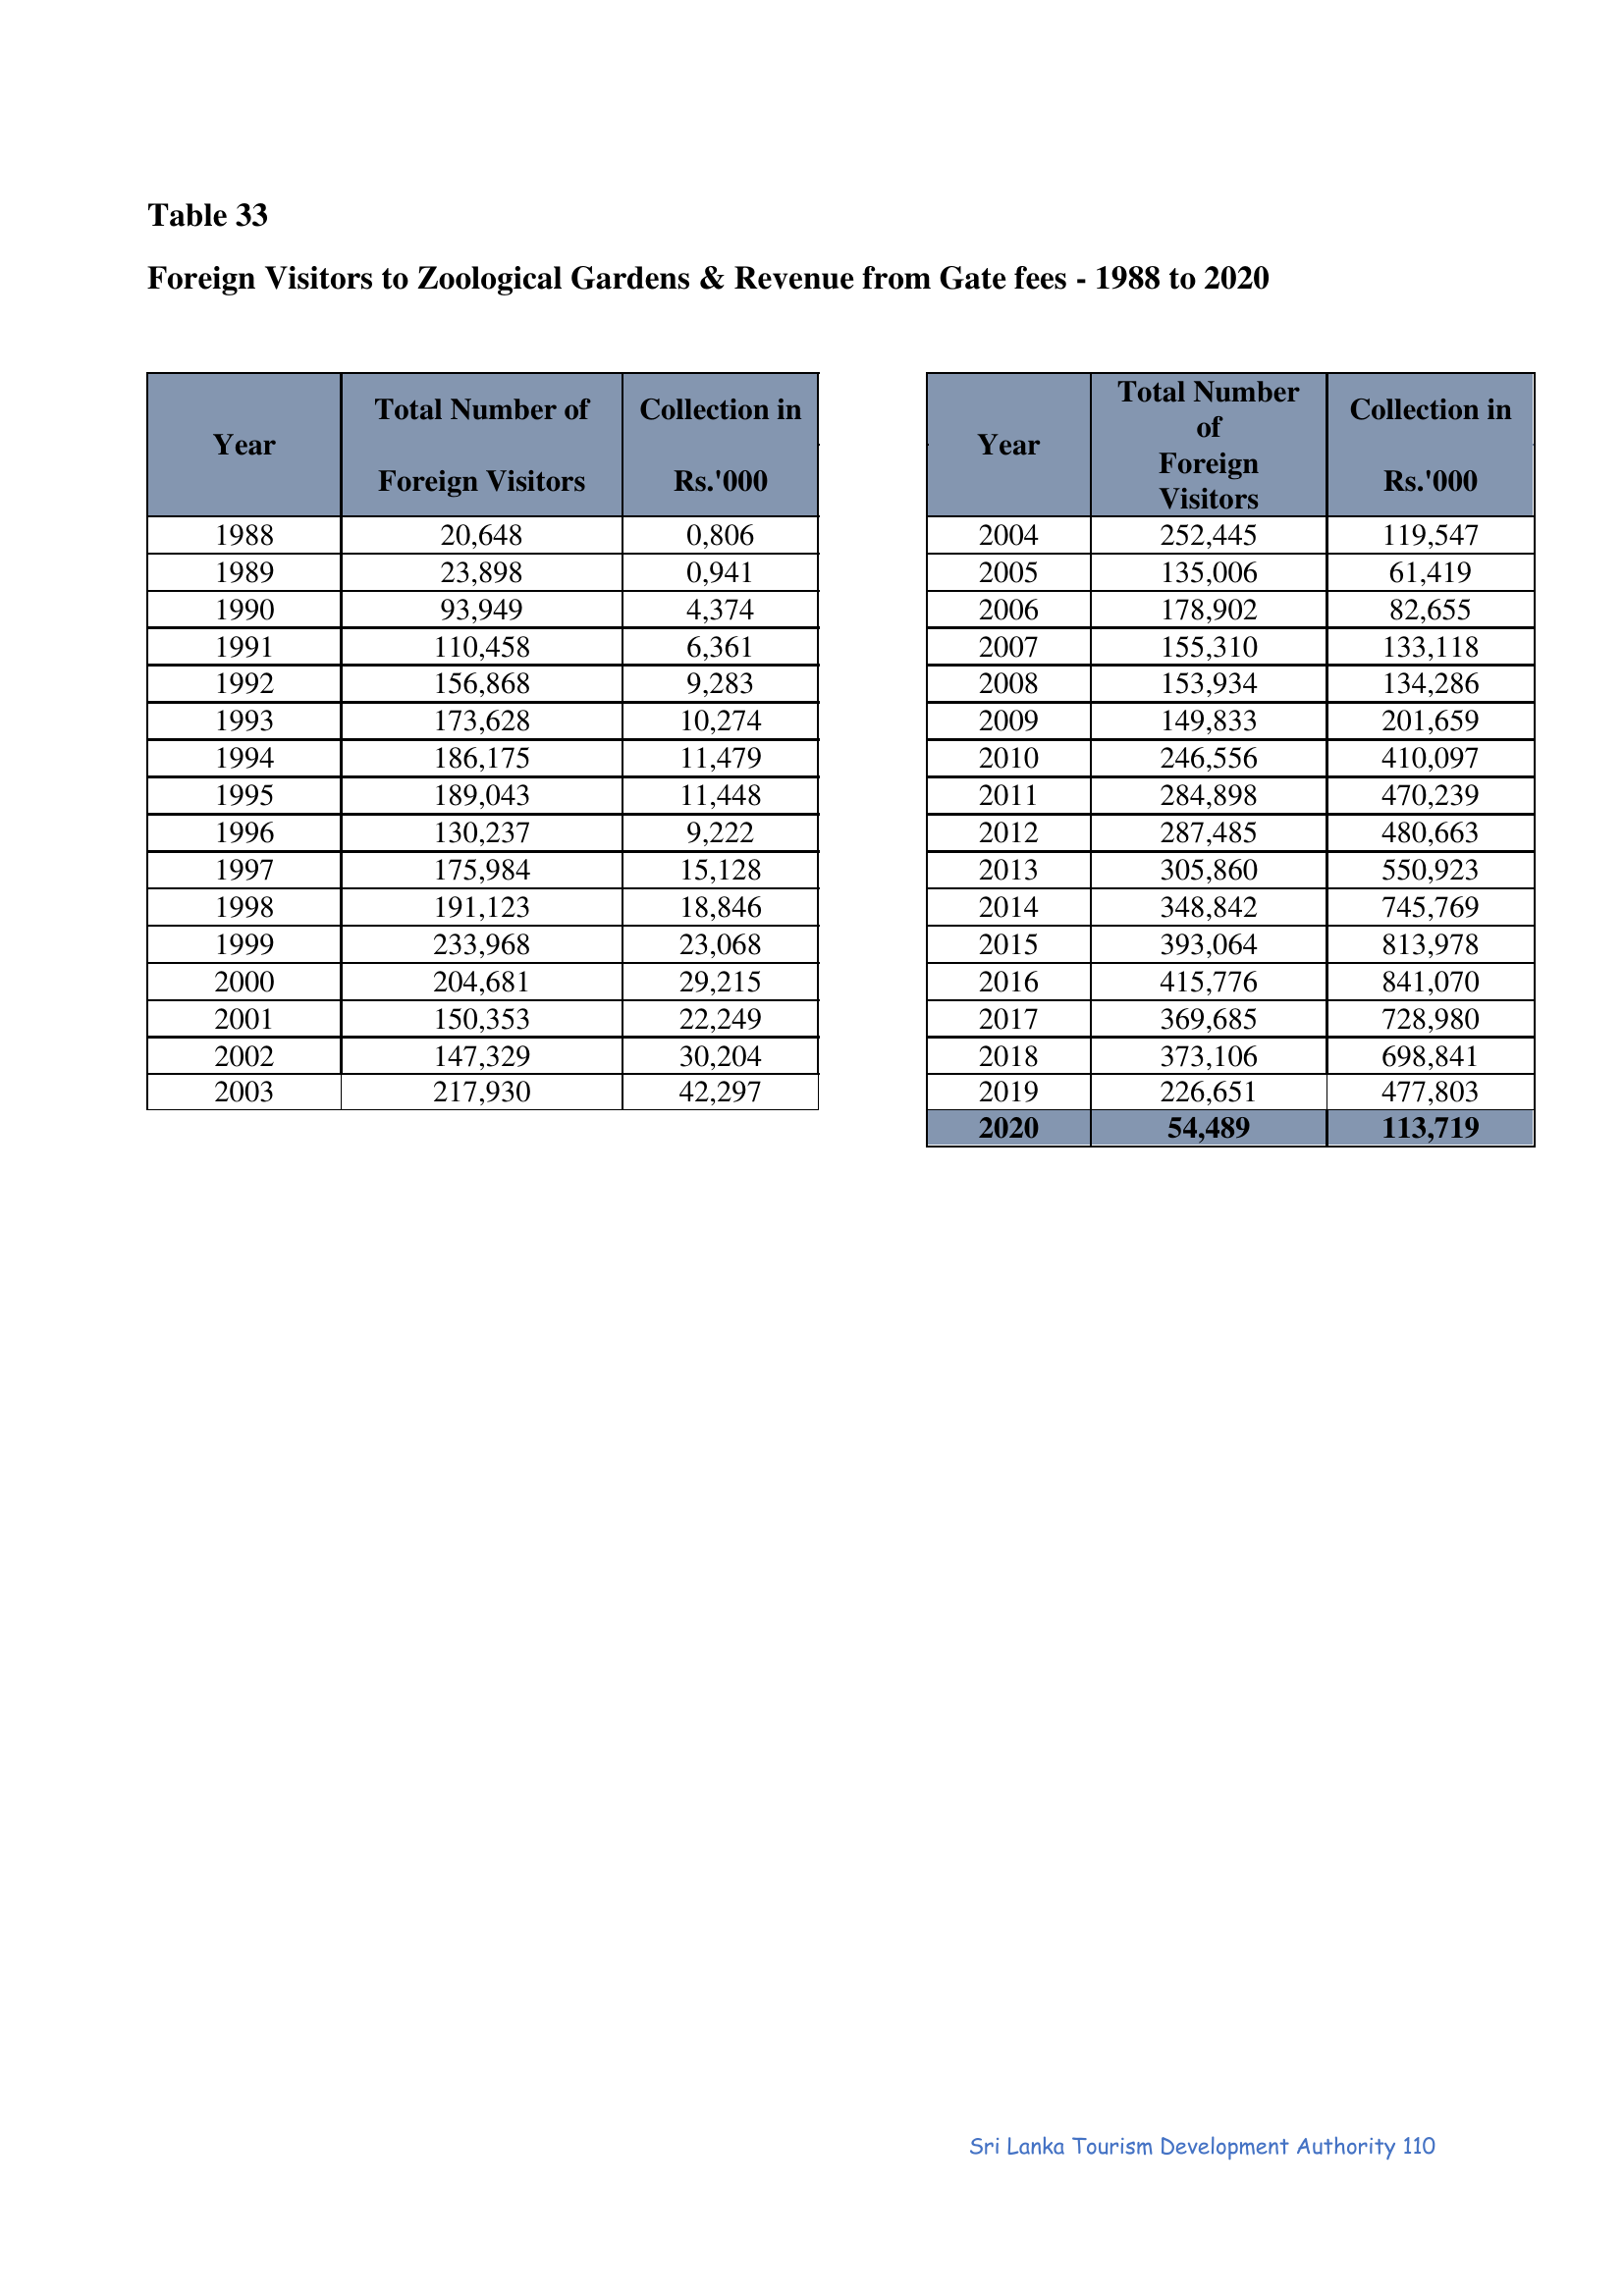 Table 33
Foreign Visitors to Zoological Gardens & Revenue from Gate fees - 1988 to 2020
Year Total Number of Foreign Visitors Collection in Rs.'000
1988 20,648 0,806
1989 23,898 0,941
1990 93,949 4,374
1991 110,458 6,361
1992 156,868 9,283
1993 173,628 10,274
1994 186,175 11,479
1995 189,043 11,448
1996 130,237 9,222
1997 175,984 15,128
1998 191,123 18,846
1999 233,968 23,068
2000 204,681 29,215
2001 150,353 22,249
2002 147,329 30,204
2003 217,930 42,297
Year Total Number of Foreign Visitors Collection in Rs.'000
2004 252,445 119,547
2005 135,006 61,419
2006 178,902 82,655
2007 155,310 133,118
2008 153,934 134,286
2009 149,833 201,659
2010 246,556 410,097
2011 284,898 470,239
2012 287,485 480,663
2013 305,860 550,923
2014 348,842 745,769
2015 393,064 813,978
2016 415,776 841,070
2017 369,685 728,980
2018 373,106 698,841
2019 226,651 477,803
2020 54,489 113,719
Sri Lanka Tourism Development Authority 110